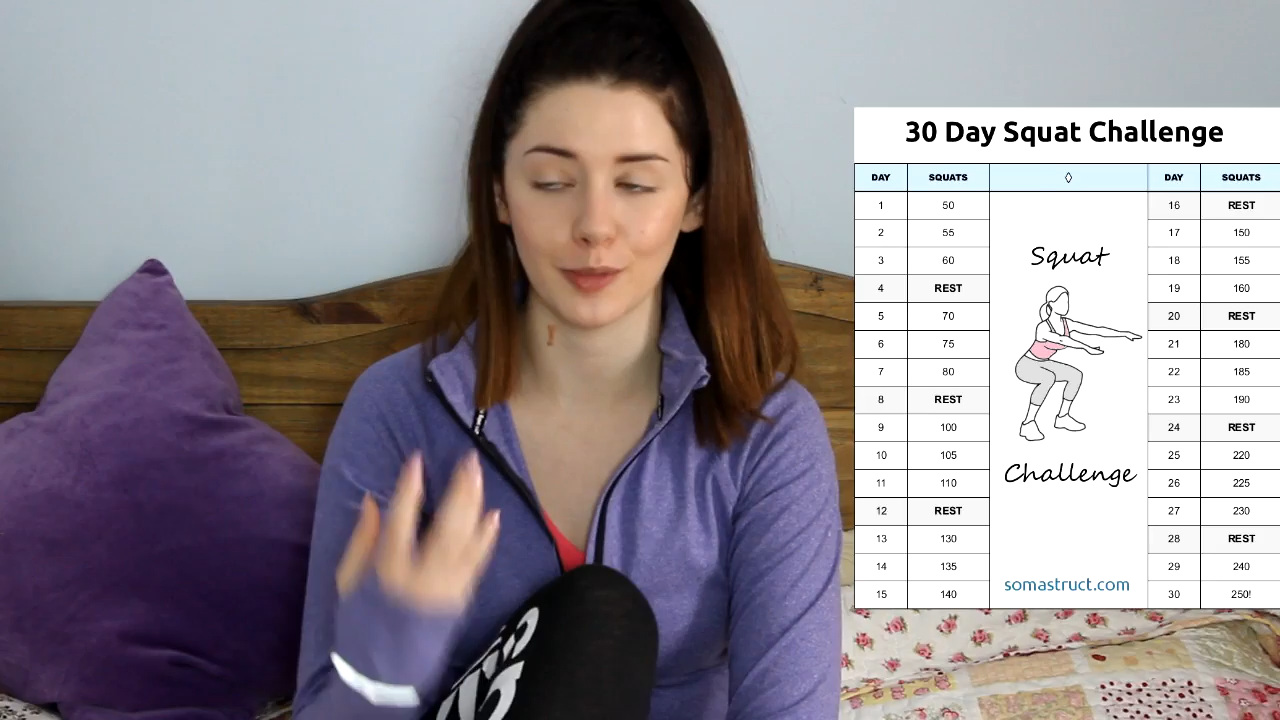 30 Day Squat Challenge
DAY SQUATS ◊ DAY SQUATS
1 50 16 REST
2 55 17 150
3 60 18 155
4 REST 19 160
5 70 20 REST
6 75 21 180
7 80 22 185
8 REST 23 190
9 100 24 REST
10 105 25 220
11 110 26 225
12 REST 27 230
13 130 28 REST
14 135 29 240
15 140 30 250!
Squat
Challenge
somastruct.com